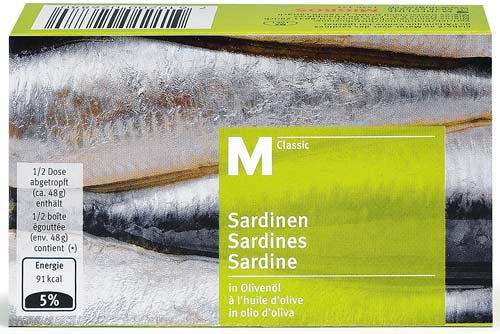 MIGROS
M
Classic
Sardinen
Sardines
Sardine
in Olivenöl
à l'huile d'olive
in olio d'oliva
1/2 Dose
abgetropft
(ca. 48g)
enthält
1/2 boîte
égouttée
(env. 48g)
contient (*)
Energie
91 kcal
5%